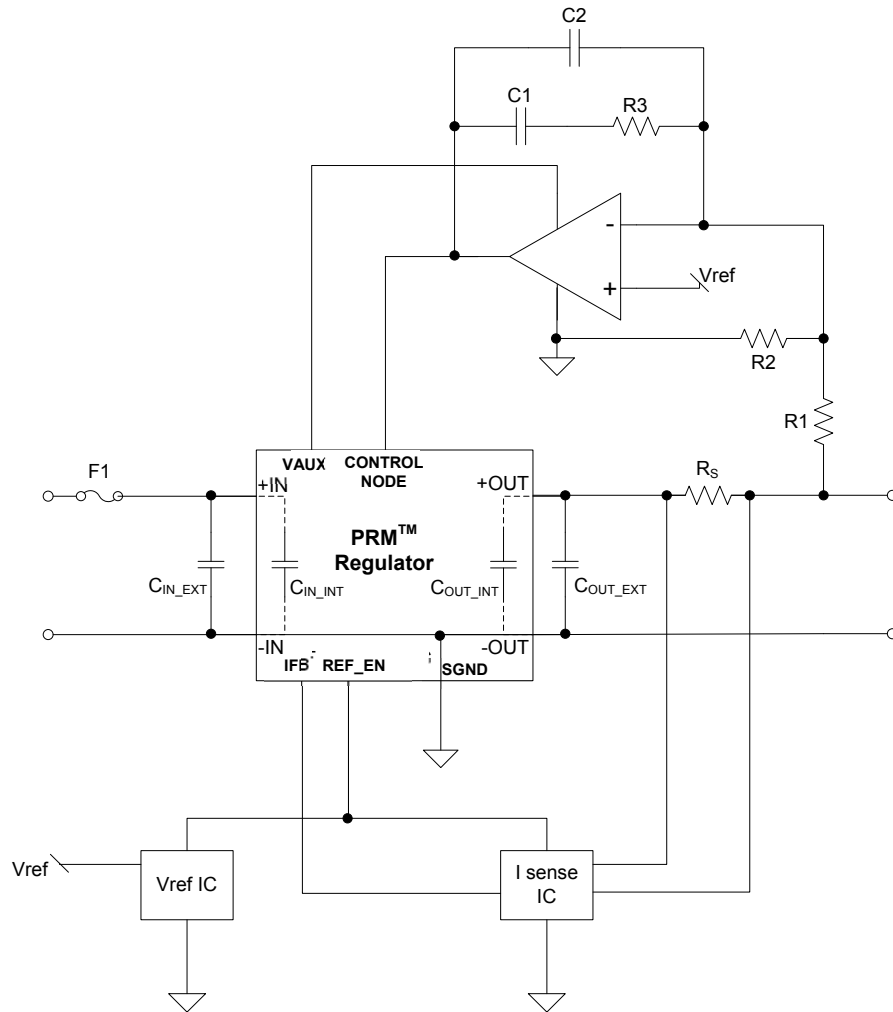 C2
C1
R3
-
+
Vref
R2
R1
F1
VAUX
CONTROL
NODE
+IN
+OUT
RS
PRM™
Regulator
CIN_EXT
CIN_INT
COUT_INT
COUT_EXT
-IN
-OUT
IFB
REF_EN
SGND
Vref
Vref IC
I sense
IC